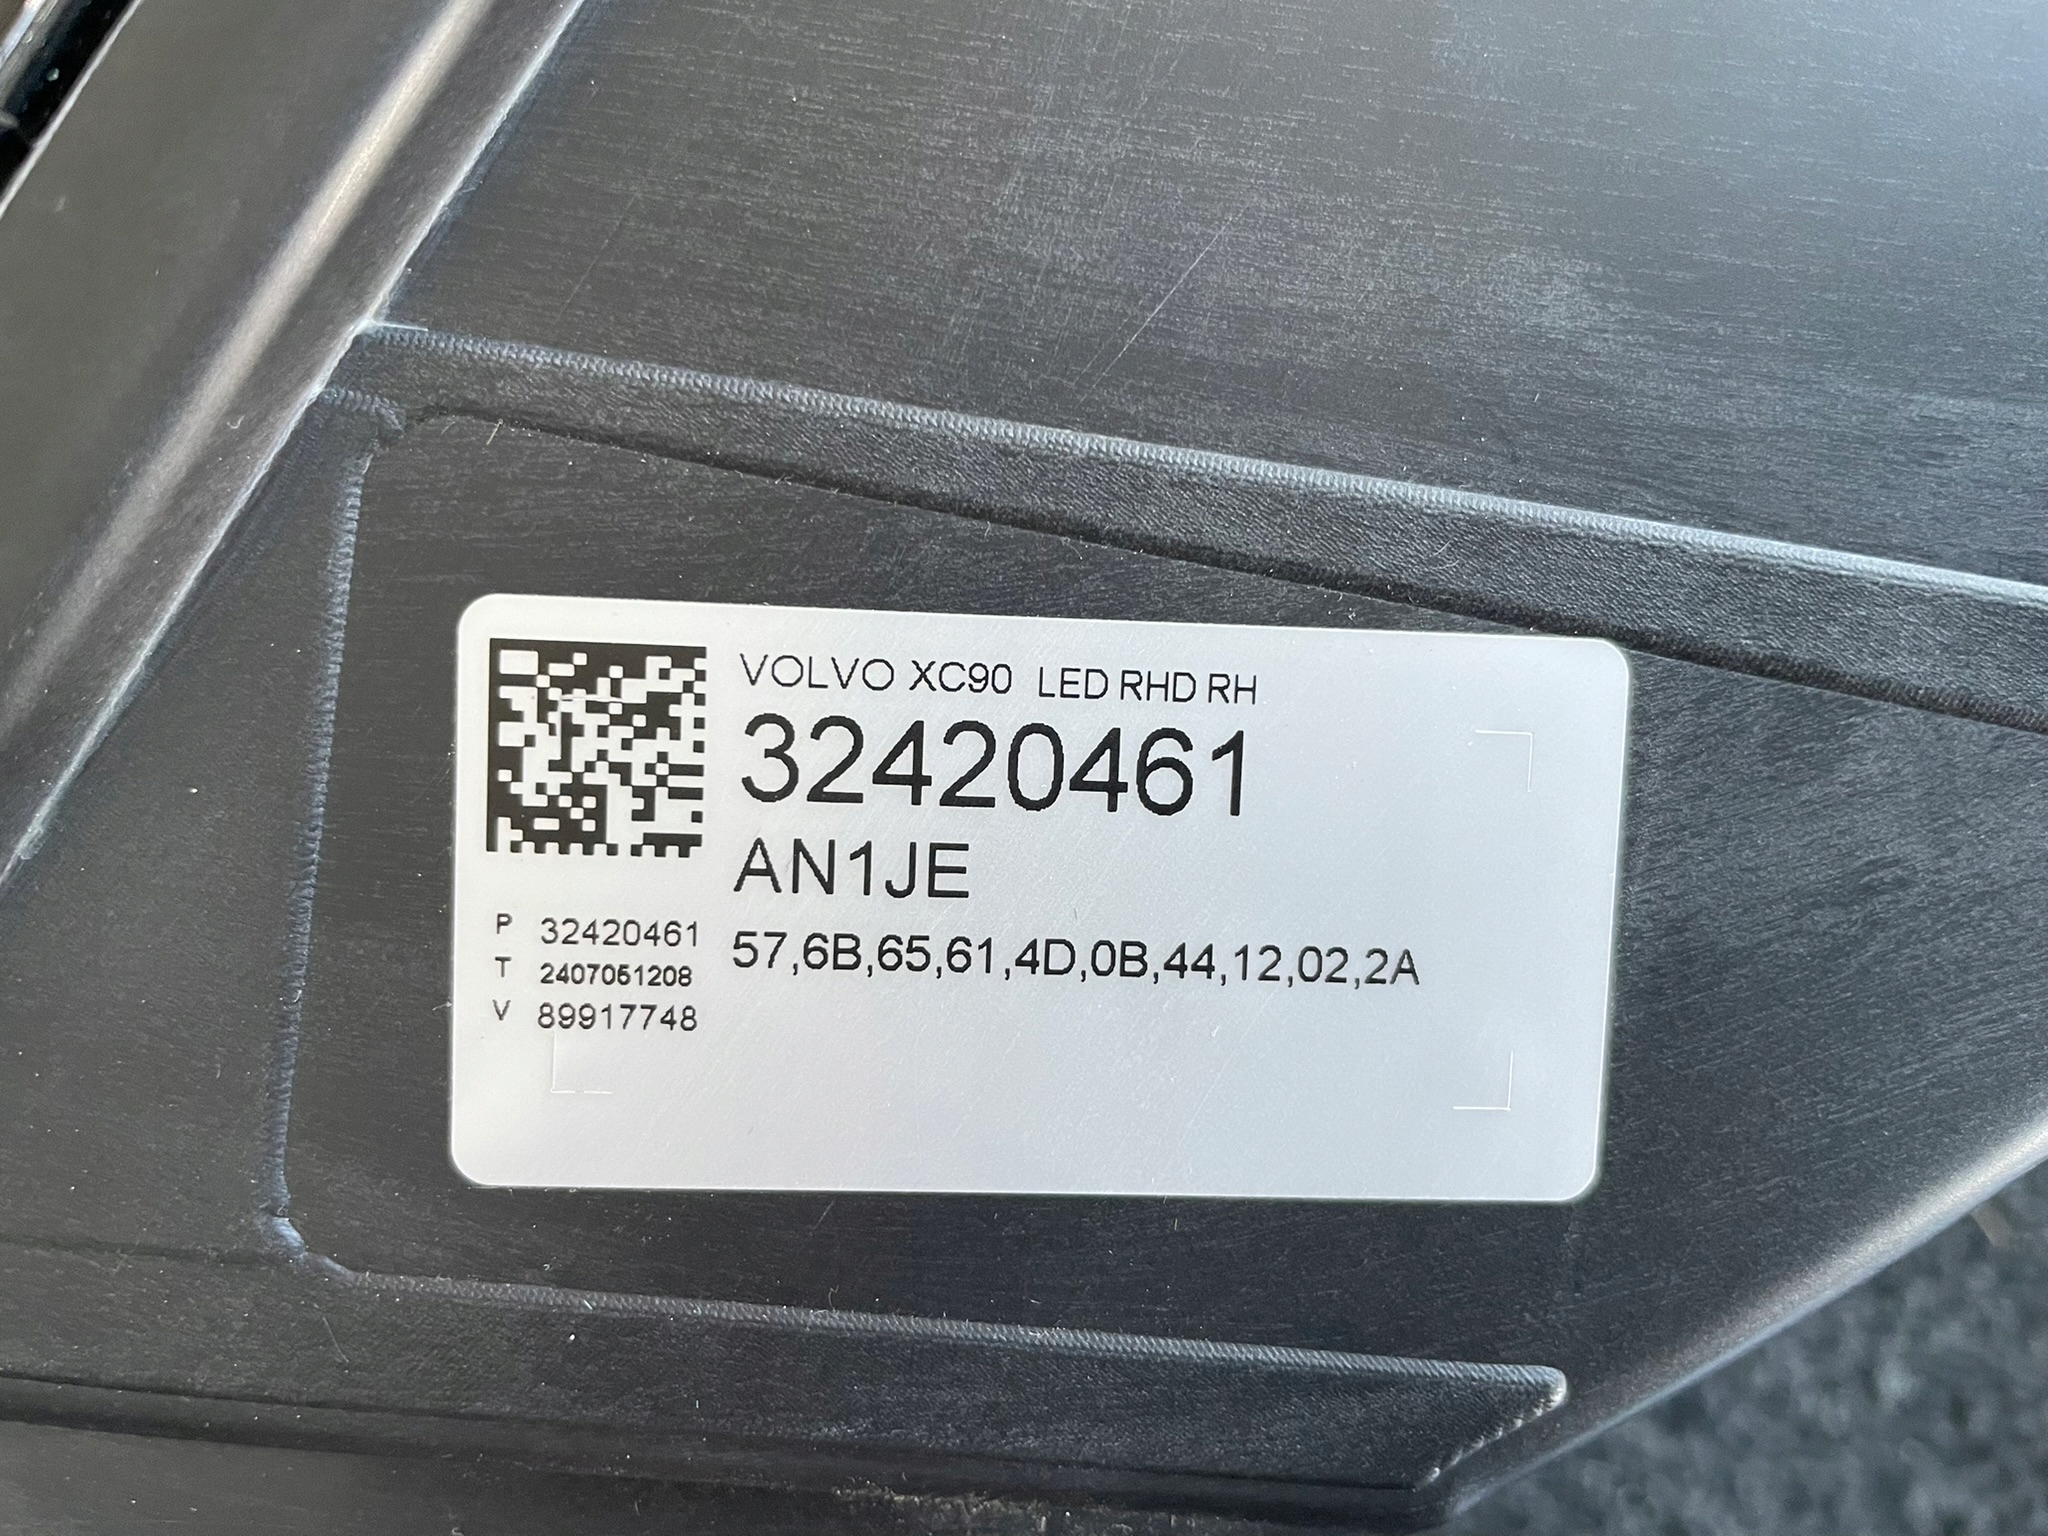 VOLVO XC90 LED RHD RH
32420461
AN1JE
57,6B,65,61,4D,0B,44,12,02,2A
P 32420461
T 2407051208
V 89917748